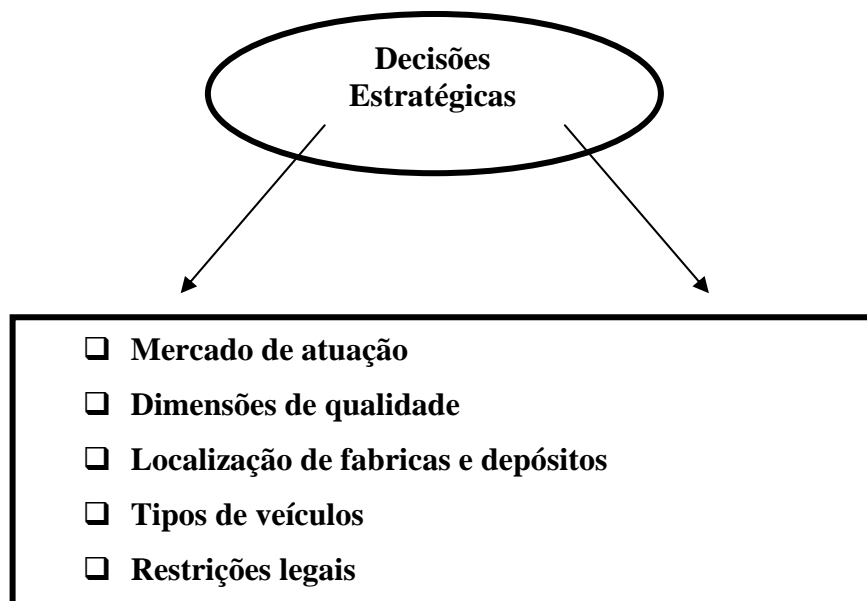 Decisões
Estratégicas
❑ Mercado de atuação
❑ Dimensões de qualidade
❑ Localização de fabricas e depósitos
❑ Tipos de veículos
❑ Restrições legais